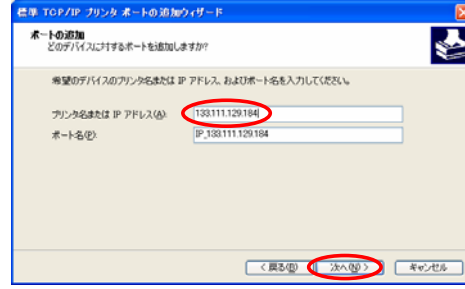 標準 TCP/IP プリンタ ポートの追加ウィザード
ポートの追加
どのデバイスに対するポートを追加しますか?
希望のデバイスのプリンタ名または IP アドレス、およびポート名を入力してください。
プリンタ名または IP アドレス(A): 133.111.129.184
ポート名(P): IP_133.111.129.184
< 戻る(B) 次へ(N) > キャンセル